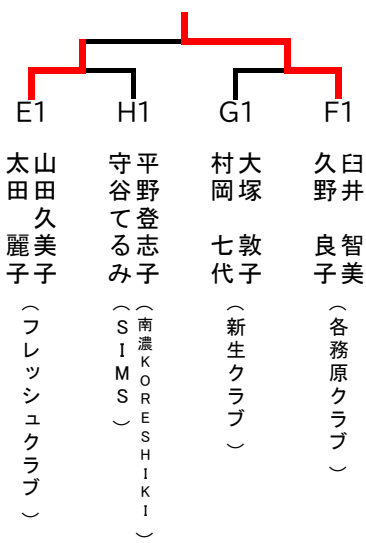 E1
H1
G1
F1
山田久美子
太田　麗子
（フレッシュクラブ）
平野登志子
守谷てるみ
（南濃KORESHIKI）
（SIMS）
大塚　敦子
村岡　七代
（新生クラブ）
臼井　智美
久野　良子
（各務原クラブ）